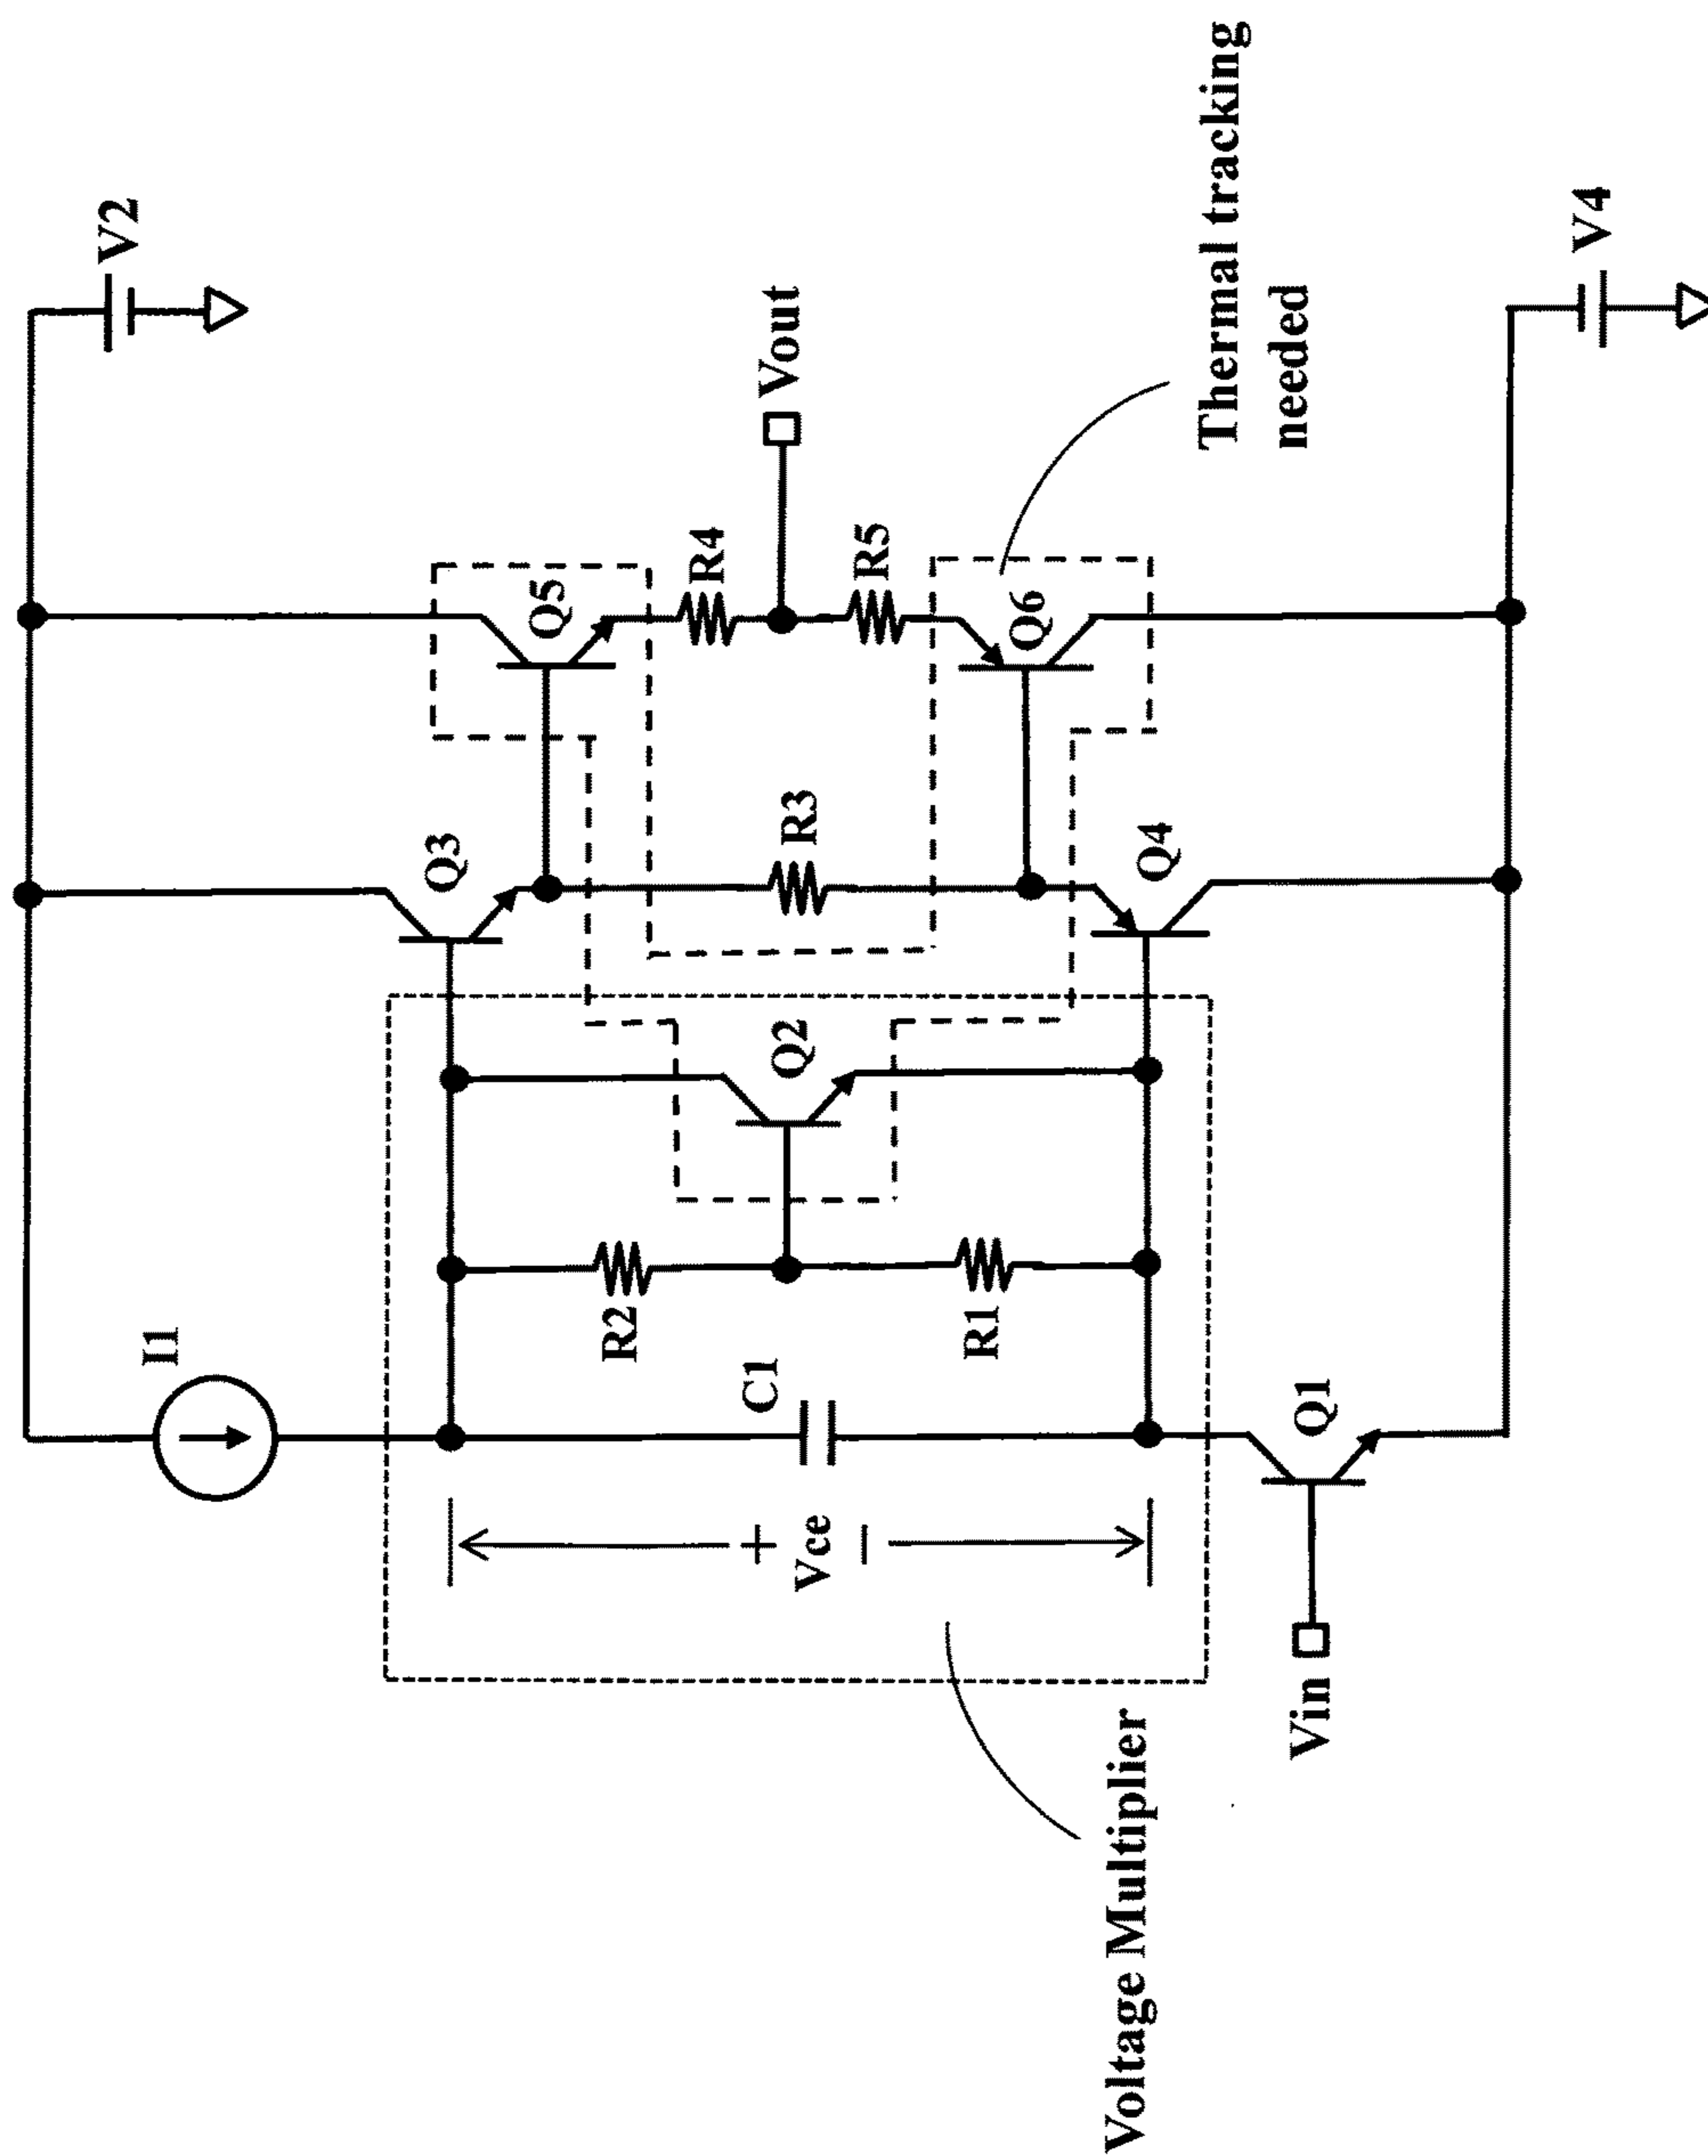 V2
I1
Q3
Q5
R4
Vout
R2
C1
Q2
R3
+
Vce
−
R1
R5
Q6
Q4
Thermal tracking
needed
Voltage Multiplier
Vin
Q1
V4